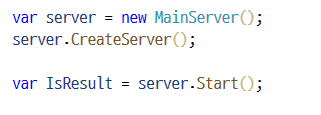 var server = new MainServer();
server.CreateServer();
var IsResult = server.Start();